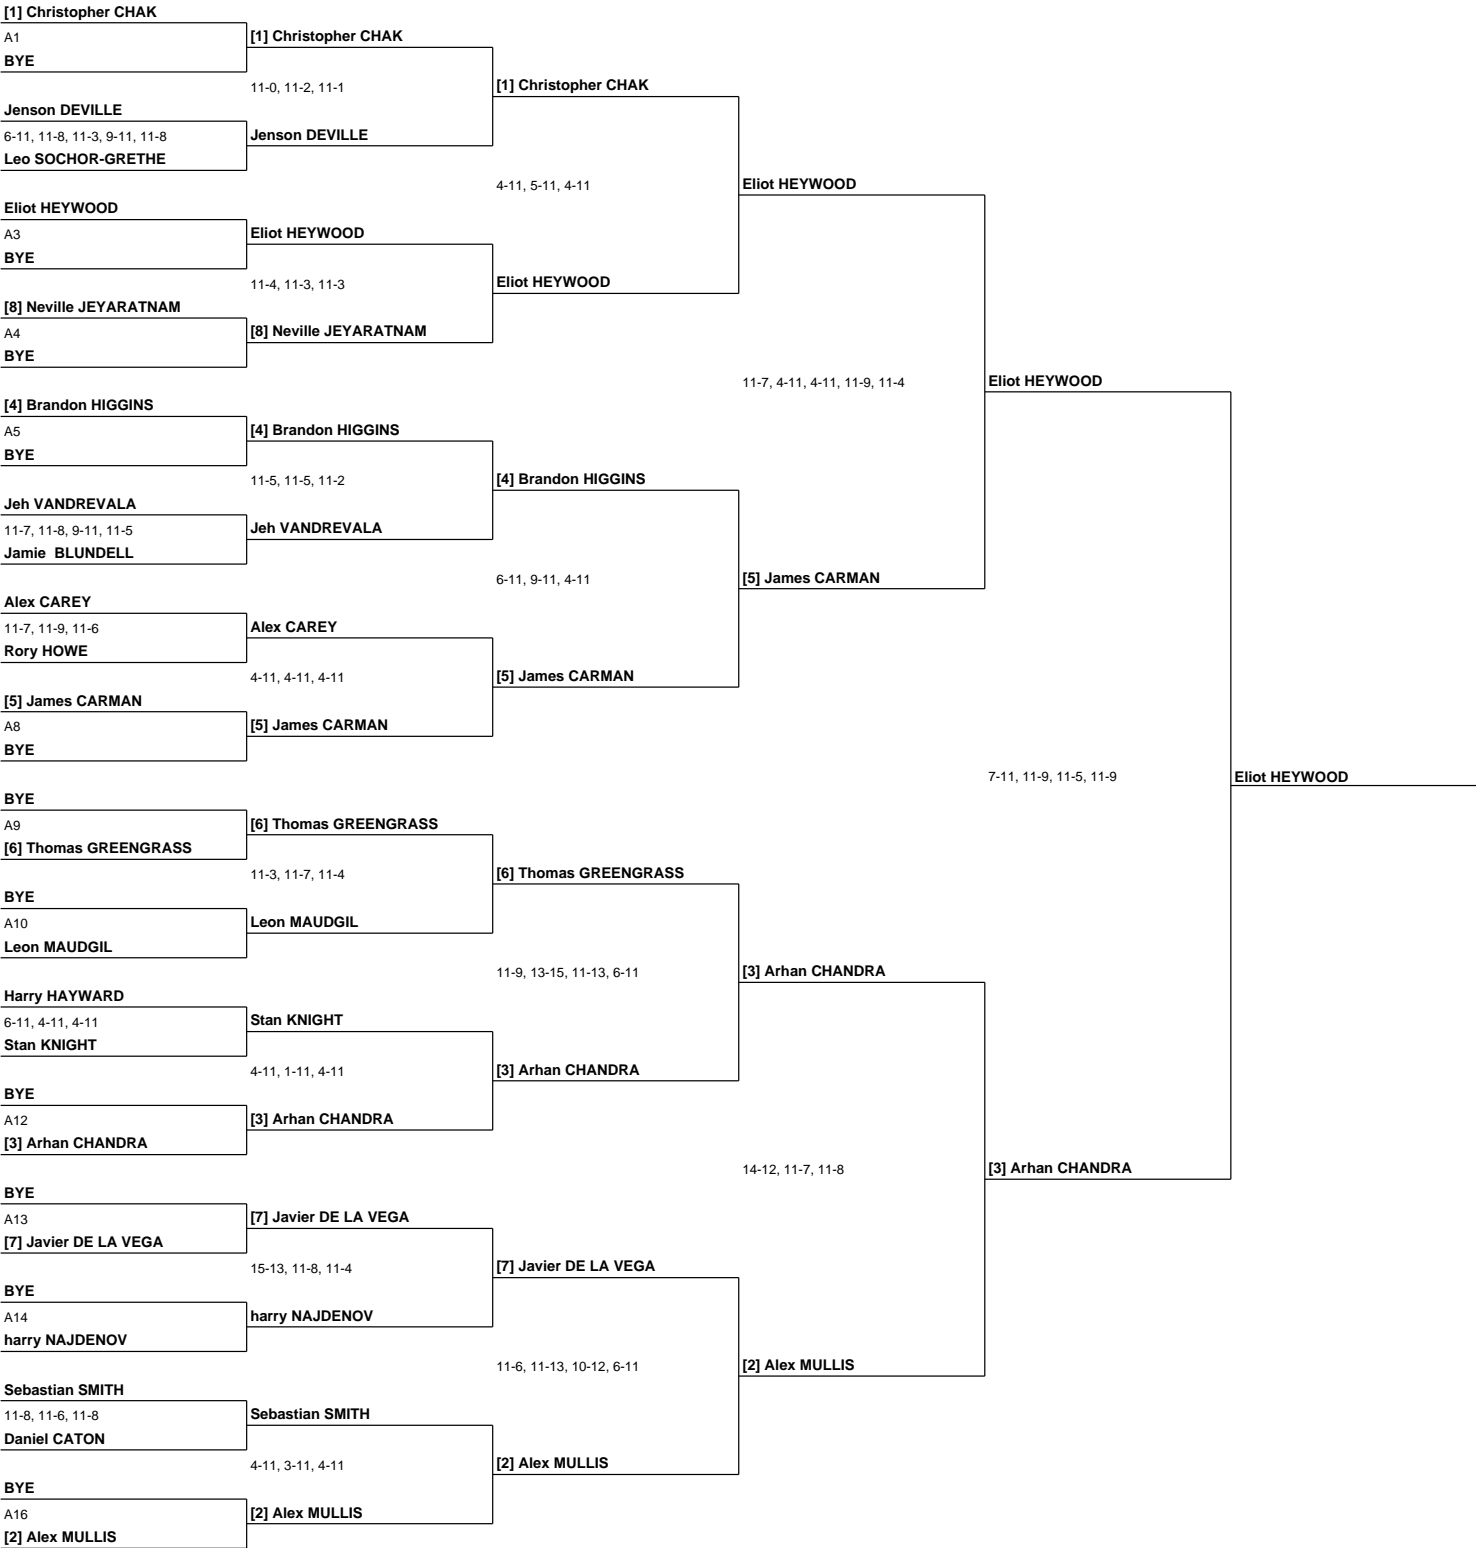 [1] Christopher CHAK
A1
BYE
Jenson DEVILLE
6-11, 11-8, 11-3, 9-11, 11-8
Leo SOCHOR-GRETHE
Eliot HEYWOOD
A3
BYE
[8] Neville JEYARATNAM
A4
BYE
[4] Brandon HIGGINS
A5
BYE
Jeh VANDREVALA
11-7, 11-8, 9-11, 11-5
Jamie  BLUNDELL
Alex CAREY
11-7, 11-9, 11-6
Rory HOWE
[5] James CARMAN
A8
BYE
BYE
A9
[6] Thomas GREENGRASS
BYE
A10
Leon MAUDGIL
Harry HAYWARD
6-11, 4-11, 4-11
Stan KNIGHT
BYE
A12
[3] Arhan CHANDRA
BYE
A13
[7] Javier DE LA VEGA
BYE
A14
harry NAJDENOV
Sebastian SMITH
11-8, 11-6, 11-8
Daniel CATON
BYE
A16
[2] Alex MULLIS
[1] Christopher CHAK
11-0, 11-2, 11-1
Jenson DEVILLE
Eliot HEYWOOD
11-4, 11-3, 11-3
[8] Neville JEYARATNAM
[4] Brandon HIGGINS
11-5, 11-5, 11-2
Jeh VANDREVALA
Alex CAREY
4-11, 4-11, 4-11
[5] James CARMAN
[6] Thomas GREENGRASS
11-3, 11-7, 11-4
Leon MAUDGIL
Stan KNIGHT
4-11, 1-11, 4-11
[3] Arhan CHANDRA
[7] Javier DE LA VEGA
15-13, 11-8, 11-4
harry NAJDENOV
Sebastian SMITH
4-11, 3-11, 4-11
[2] Alex MULLIS
[1] Christopher CHAK
4-11, 5-11, 4-11
Eliot HEYWOOD
[4] Brandon HIGGINS
6-11, 9-11, 4-11
[5] James CARMAN
[6] Thomas GREENGRASS
11-9, 13-15, 11-13, 6-11
[3] Arhan CHANDRA
[7] Javier DE LA VEGA
11-6, 11-13, 10-12, 6-11
[2] Alex MULLIS
Eliot HEYWOOD
11-7, 4-11, 4-11, 11-9, 11-4
[5] James CARMAN
[3] Arhan CHANDRA
14-12, 11-7, 11-8
[2] Alex MULLIS
Eliot HEYWOOD
7-11, 11-9, 11-5, 11-9
[3] Arhan CHANDRA
Eliot HEYWOOD